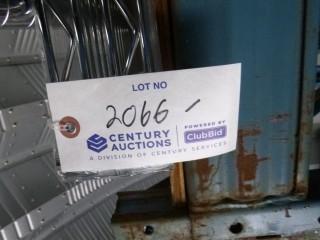 LOT NO
2066 -
CENTURY AUCTIONS
POWERED BY
ClubBid
A DIVISION OF CENTURY SERVICES